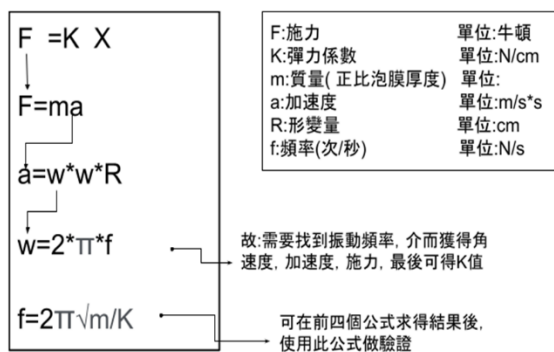 F =K X
F=ma
a=w*w*R
w=2*π*f
f=2π√m/K
F:施力 單位:牛頓
K:彈力係數 單位:N/cm
m:質量( 正比泡膜厚度) 單位:
a:加速度 單位:m/s*s
R:形變量 單位:cm
f:頻率(次/秒) 單位:N/s
故:需要找到振動頻率, 介而獲得角
速度, 加速度, 施力, 最後可得K值
可在前四個公式求得結果後,
使用此公式做驗證